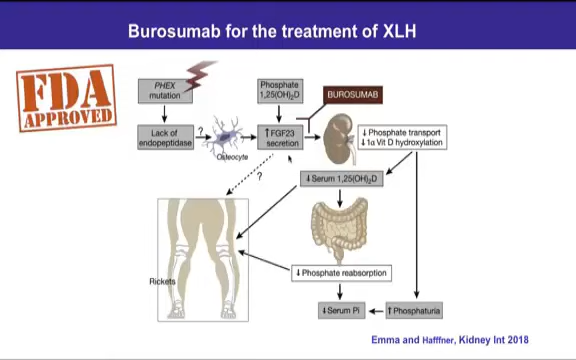 Burosumab for the treatment of XLH
FDA
APPROVED
PHEX
mutation
Phosphate
1,25(OH)₂D
BUROSUMAB
Lack of
endopeptidase
?
Osteocyte
↑FGF23
secretion
↓Phosphate transport
↓1α Vit D hydroxylation
?
↓Serum 1,25(OH)₂D
Rickets
↓Phosphate reabsorption
↓Serum Pi
↑Phosphaturia
Emma and Hafffner, Kidney Int 2018